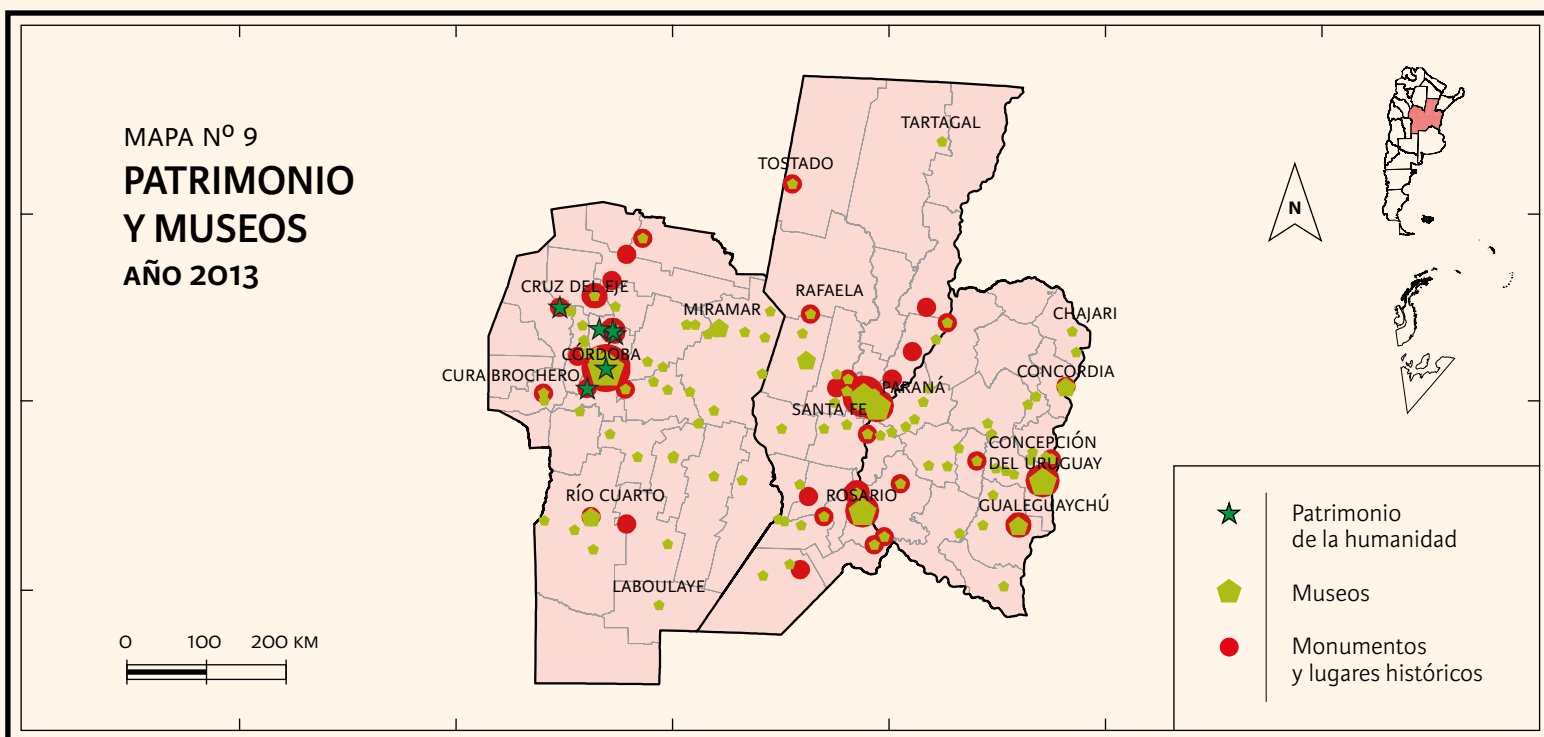 MAPA Nº 9
PATRIMONIO
Y MUSEOS
AÑO 2013
TARTAGAL
TOSTADO
CRUZ DEL EJE
MIRAMAR
RAFAELA
CHAJARI
CÓRDOBA
CURA BROCHERO
CONCORDIA
PARANÁ
SANTA FE
CONCEPCIÓN
DEL URUGUAY
RÍO CUARTO
ROSARIO
GUALEGUAYCHÚ
LABOULAYE
N
0 100 200 KM
Patrimonio
de la humanidad
Museos
Monumentos
y lugares históricos